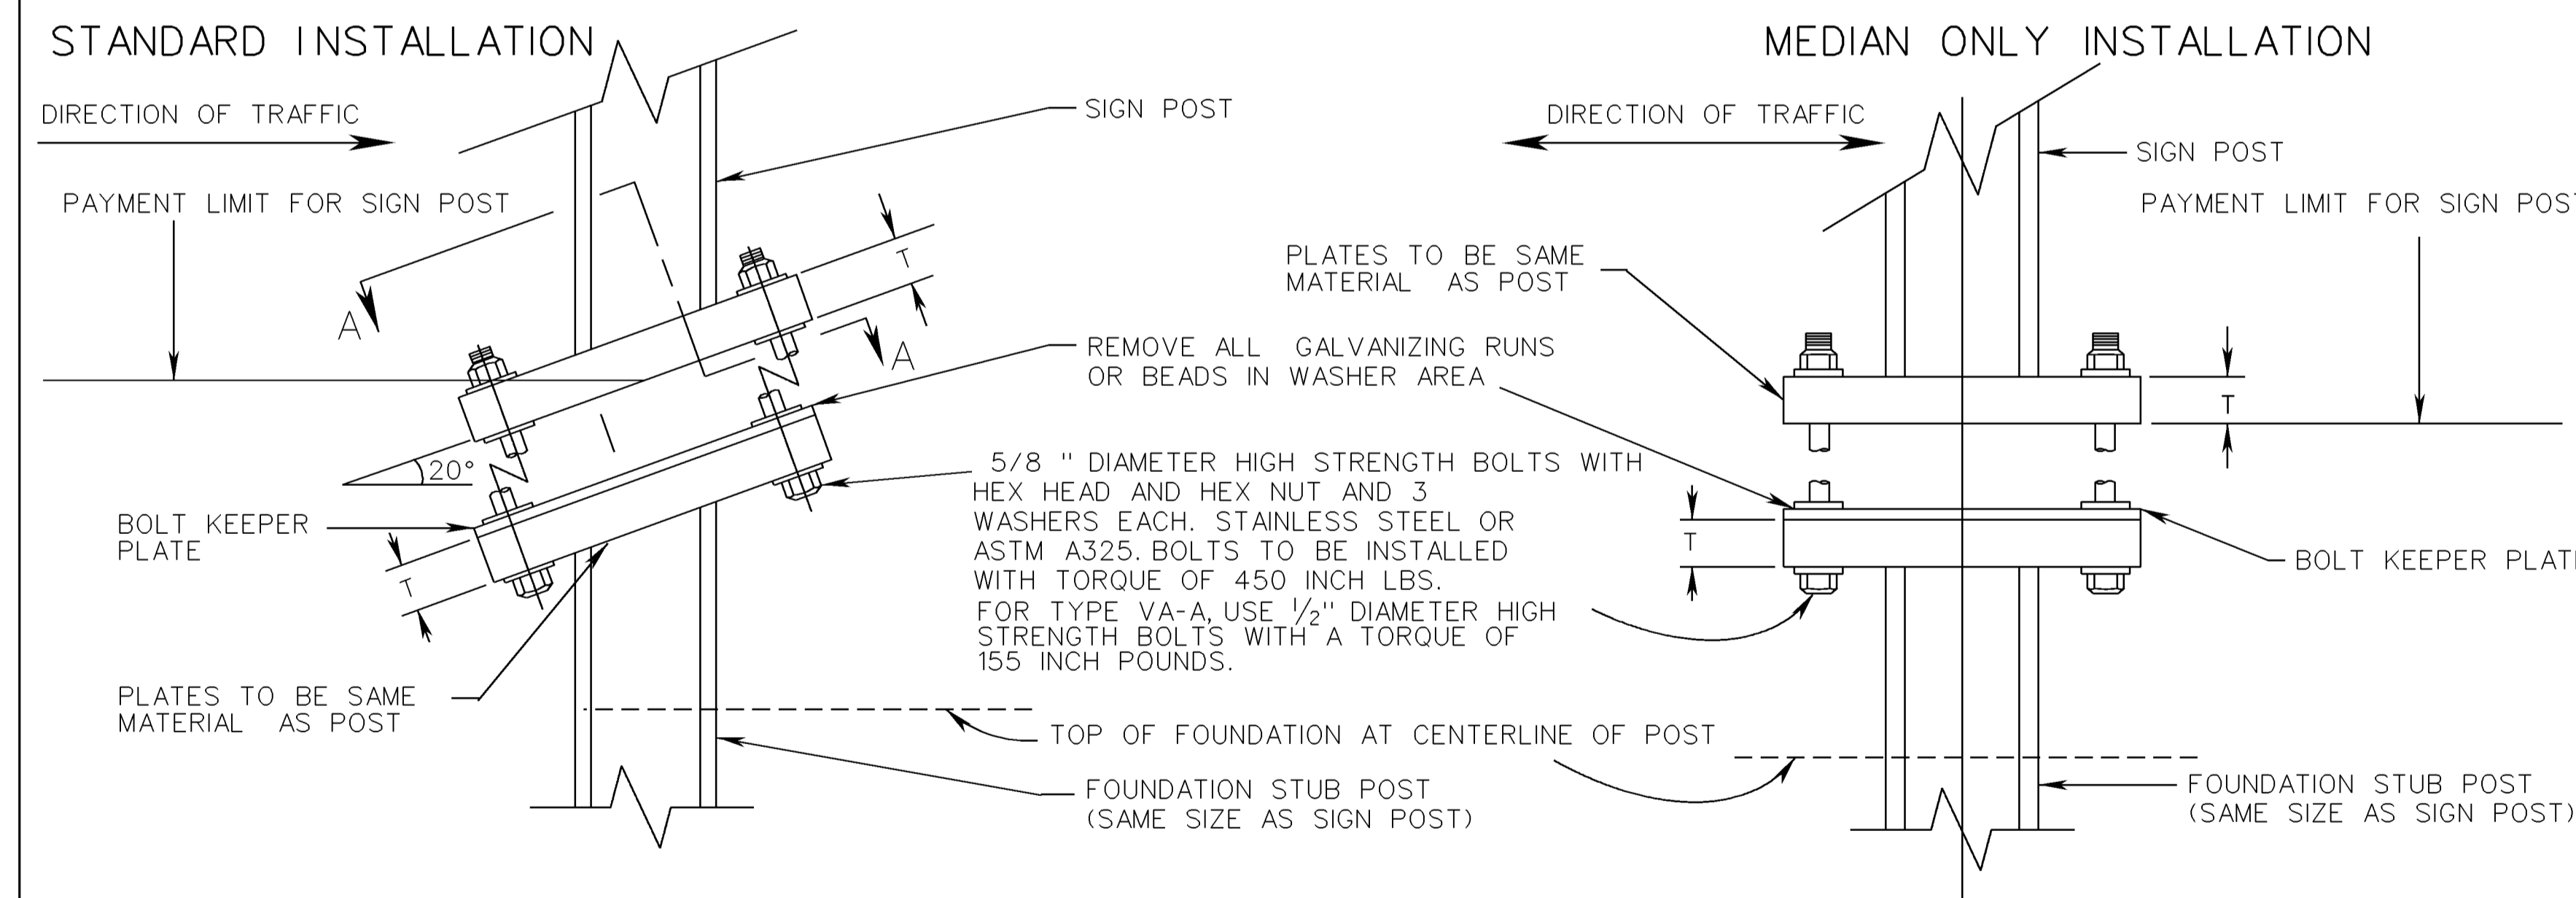 STANDARD INSTALLATION
DIRECTION OF TRAFFIC
PAYMENT LIMIT FOR SIGN POST
SIGN POST
T
A
A
REMOVE ALL GALVANIZING RUNS
OR BEADS IN WASHER AREA
20°
BOLT KEEPER
PLATE
T
5/8 " DIAMETER HIGH STRENGTH BOLTS WITH
HEX HEAD AND HEX NUT AND 3
WASHERS EACH. STAINLESS STEEL OR
ASTM A325. BOLTS TO BE INSTALLED
WITH TORQUE OF 450 INCH LBS.
FOR TYPE VA-A, USE 1/2" DIAMETER HIGH
STRENGTH BOLTS WITH A TORQUE OF
155 INCH POUNDS.
PLATES TO BE SAME
MATERIAL AS POST
TOP OF FOUNDATION AT CENTERLINE OF POST
FOUNDATION STUB POST
(SAME SIZE AS SIGN POST)
MEDIAN ONLY INSTALLATION
DIRECTION OF TRAFFIC
SIGN POST
PAYMENT LIMIT FOR SIGN POST
PLATES TO BE SAME
MATERIAL AS POST
T
T
BOLT KEEPER PLATE
FOUNDATION STUB POST
(SAME SIZE AS SIGN POST)